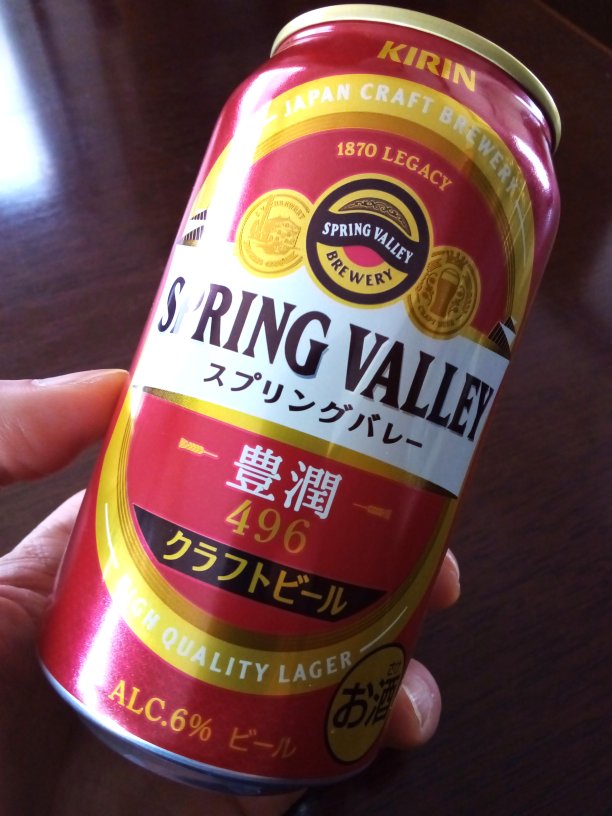 KIRIN
JAPAN CRAFT BREWERY
1870 LEGACY
SPRING VALLEY
BREWERY
CRAFT BEER
SPRING VALLEY
スプリングバレー
豊潤
496
クラフトビール
HIGH QUALITY LAGER
お酒
ALC.6% ビール